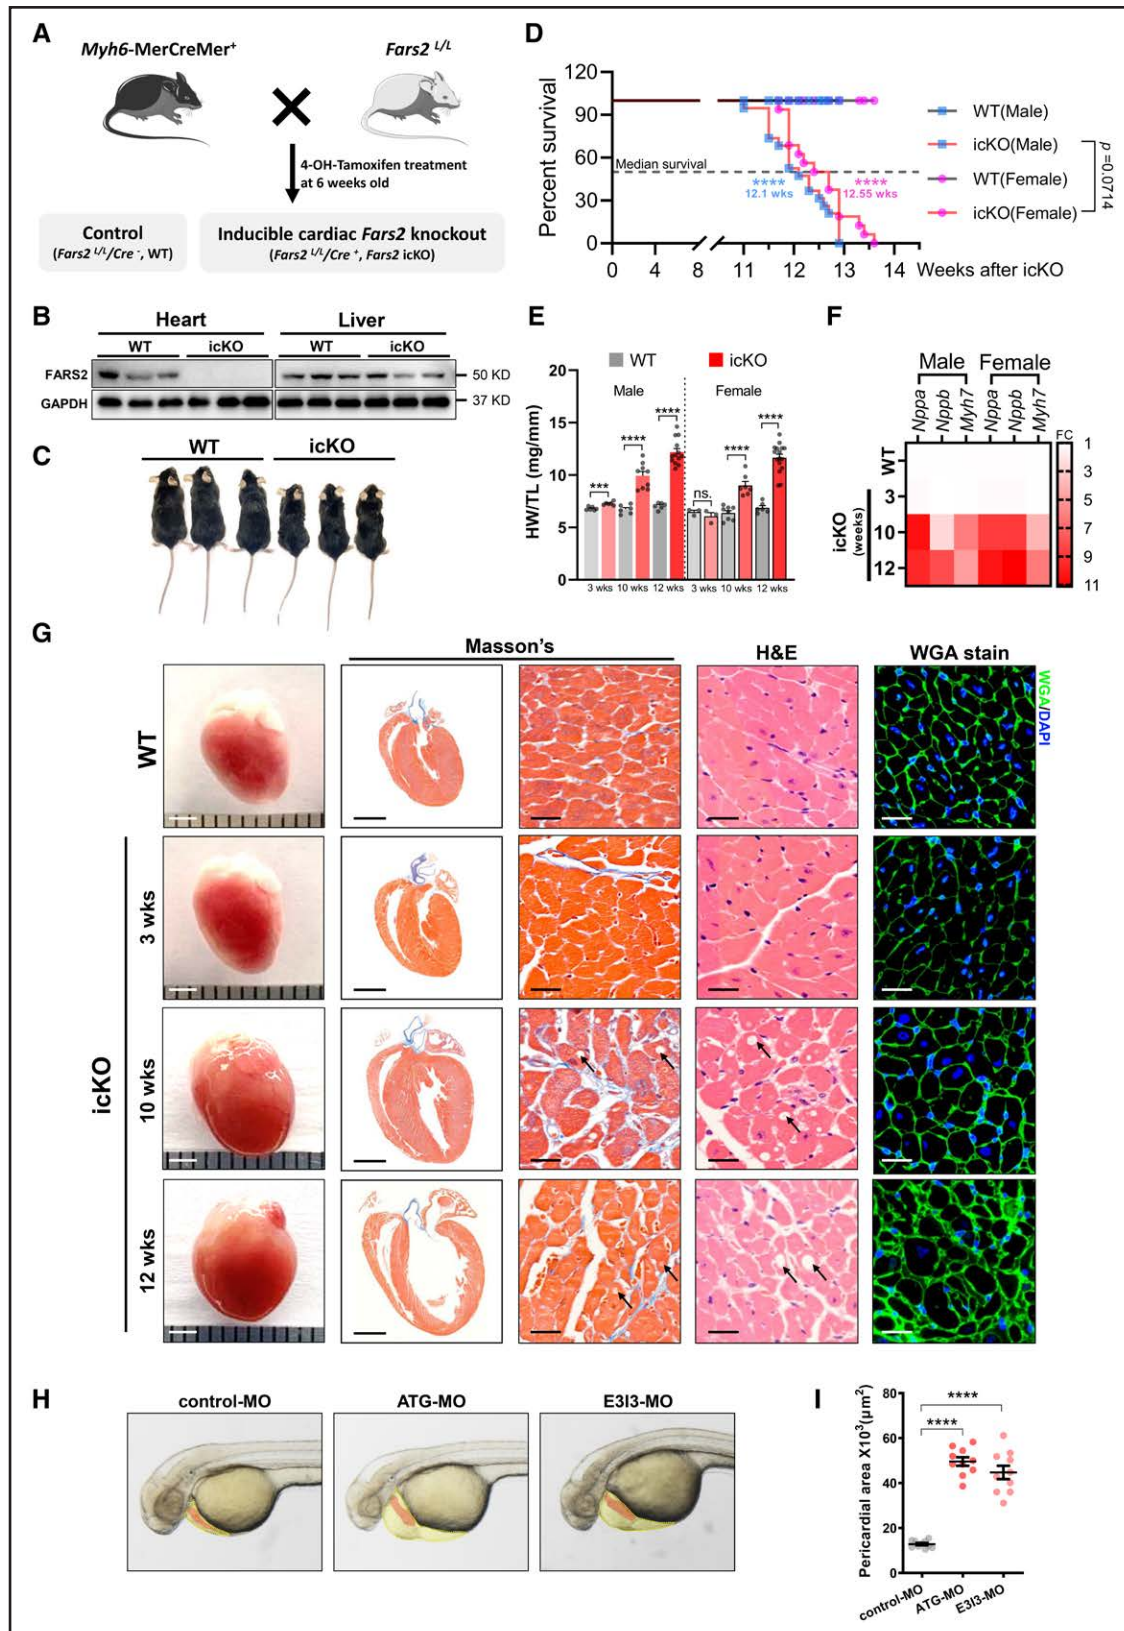 A
Myh6-MerCreMer+
Fars2 L/L
4-OH-Tamoxifen treatment
at 6 weeks old
Control
(Fars2 L/L/Cre -, WT)
Inducible cardiac Fars2 knockout
(Fars2 L/L/Cre +, Fars2 icKO)
D
Percent survival
120
90
60
30
0
Median survival
****
12.1 wks
****
12.55 wks
0 4 8 11 12 13 14 Weeks after icKO
WT(Male)
icKO(Male)
WT(Female)
icKO(Female)
p=0.0714
B
Heart Liver
WT icKO WT icKO
FARS2
50 KD
GAPDH
37 KD
C
WT icKO
E
WT icKO
HW/TL (mg/mm)
20
15
10
5
0
Male Female
*** **** **** ns. **** ****
3 wks 10 wks 12 wks 3 wks 10 wks 12 wks
F
Male Female
Nppa Nppb Myh7 Nppa Nppb Myh7
WT
3
10
12
icKO
(weeks)
FC
1
3
5
7
9
11
G
Masson's H&E WGA stain
WGA/DAPI
WT
icKO
3 wks
10 wks
12 wks
H
control-MO ATG-MO E3I3-MO
I
Pericardial area X10³(μm²)
80
60
40
20
0
****
****
control-MO
ATG-MO
E3I3-MO